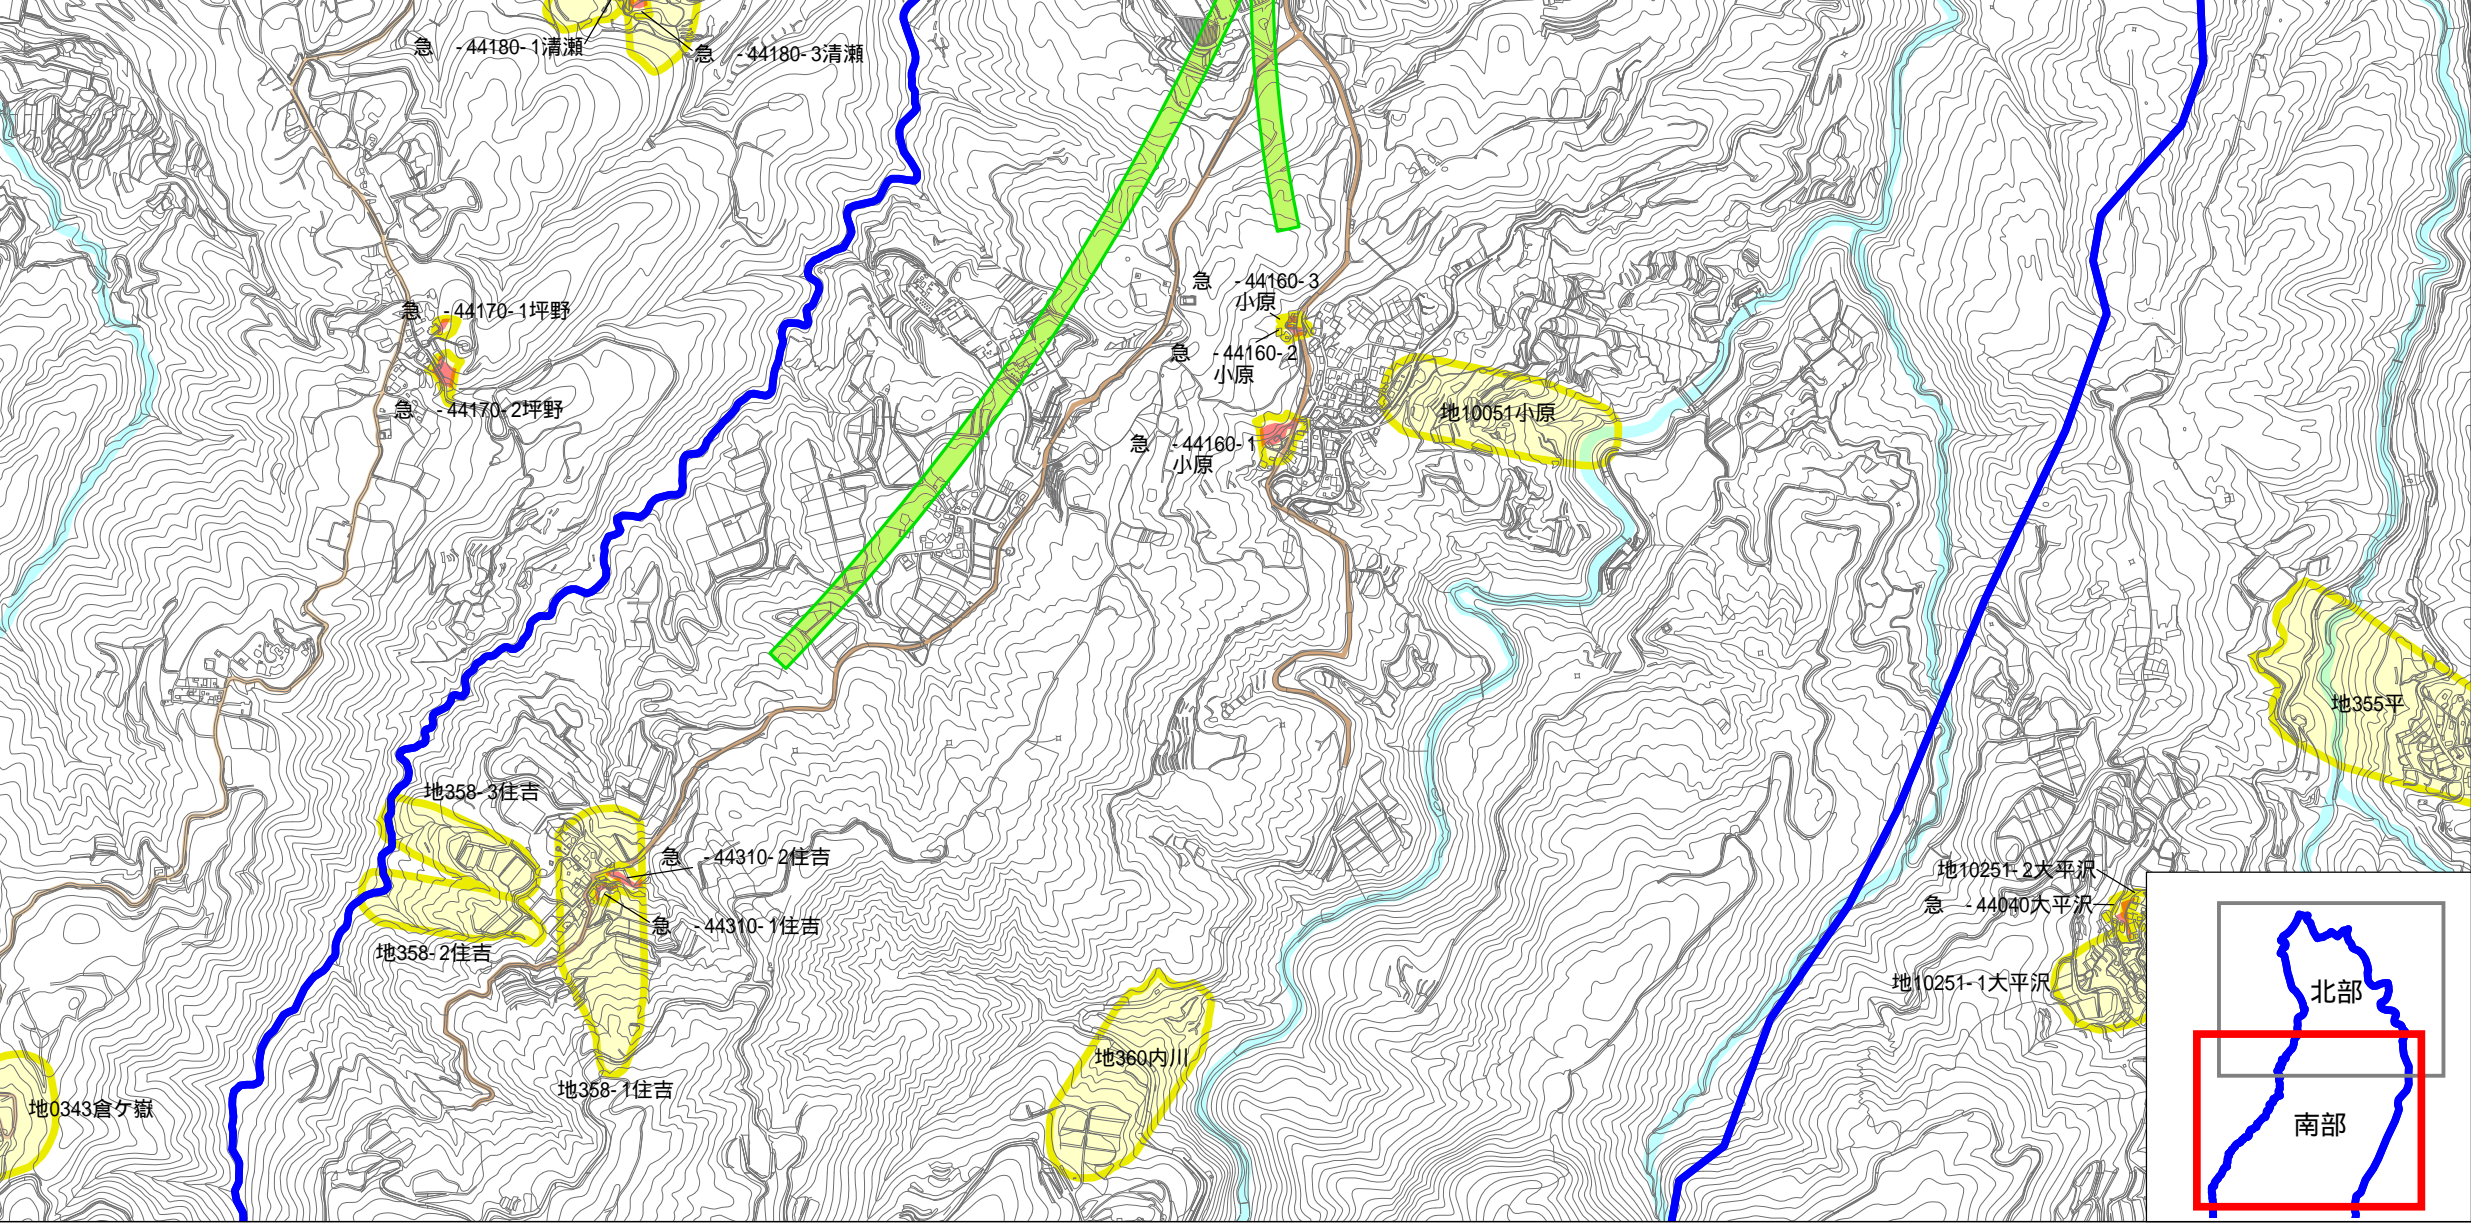 急 -44180-1清瀬
急 -44180-3清瀬
急 -44160-3
小原
急 -44170-1坪野
急 -44160-2
小原
急 -44170-2坪野
地10051小原
急 -44160-1
小原
地355平
地358-3住吉
急 -44310-2住吉
地10251-2大平沢
急 -44040大平沢
急 -44310-1住吉
地358-2住吉
地10251-1大平沢
北部
地360内川
地358-1住吉
地0343倉ケ嶽
南部